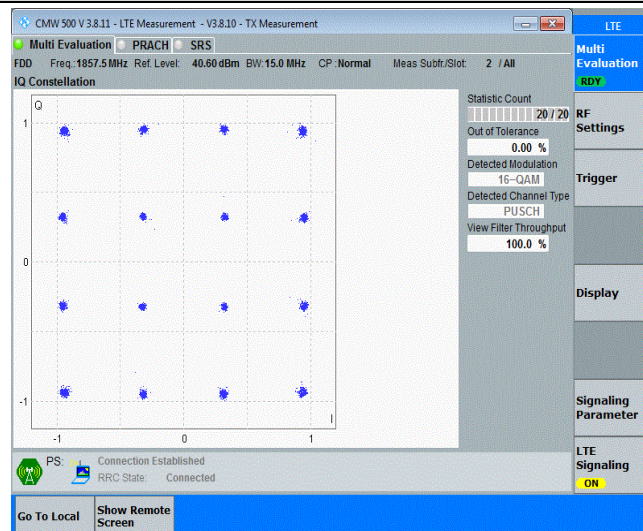 CMW 500 V 3.8.11 - LTE Measurement - V3.8.10 - TX Measurement
LTE
Multi Evaluation PRACH SRS
FDD Freq.:1857.5 MHz Ref. Level: 40.60 dBm BW:15.0 MHz CP:Normal Meas Subfr./Slot: 2 / All
IQ Constellation
Q
1
0
-1
-1 0 1
I
Statistic Count
20 / 20
Out of Tolerance
0.00 %
Detected Modulation
16-QAM
Detected Channel Type
PUSCH
View Filter Throughput
100.0 %
Multi
Evaluation
RDY
RF
Settings
Trigger
Display
Signaling
Parameter
LTE
Signaling
ON
PS: Connection Established
RRC State: Connected
Go To Local
Show Remote
Screen